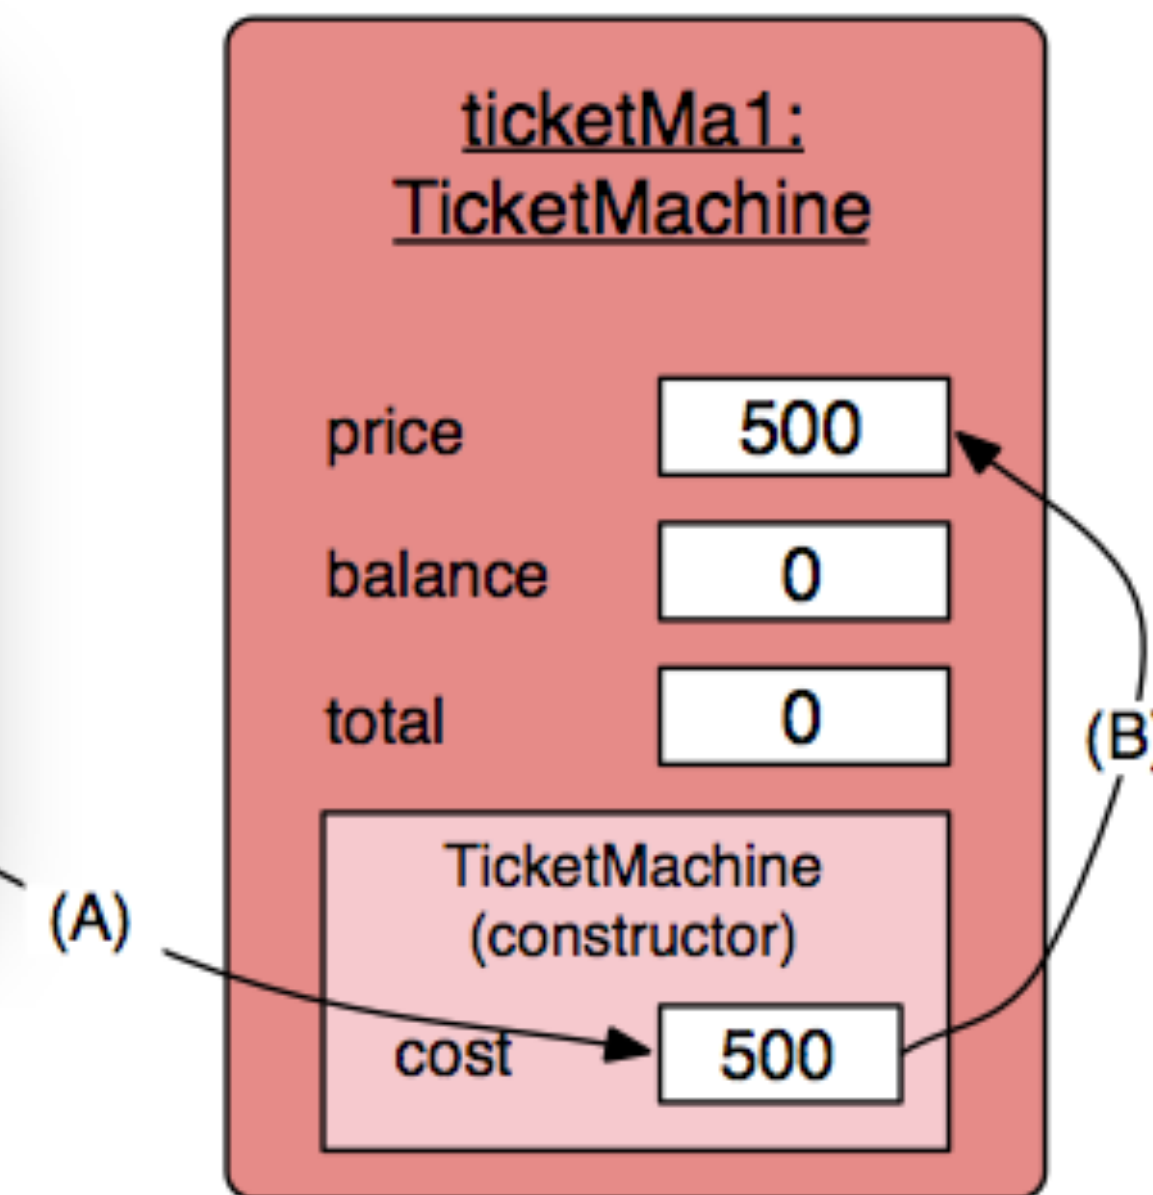 ticketMa1:
TicketMachine
price 500
balance 0
total 0
(B)
TicketMachine
(constructor)
(A)
cost 500